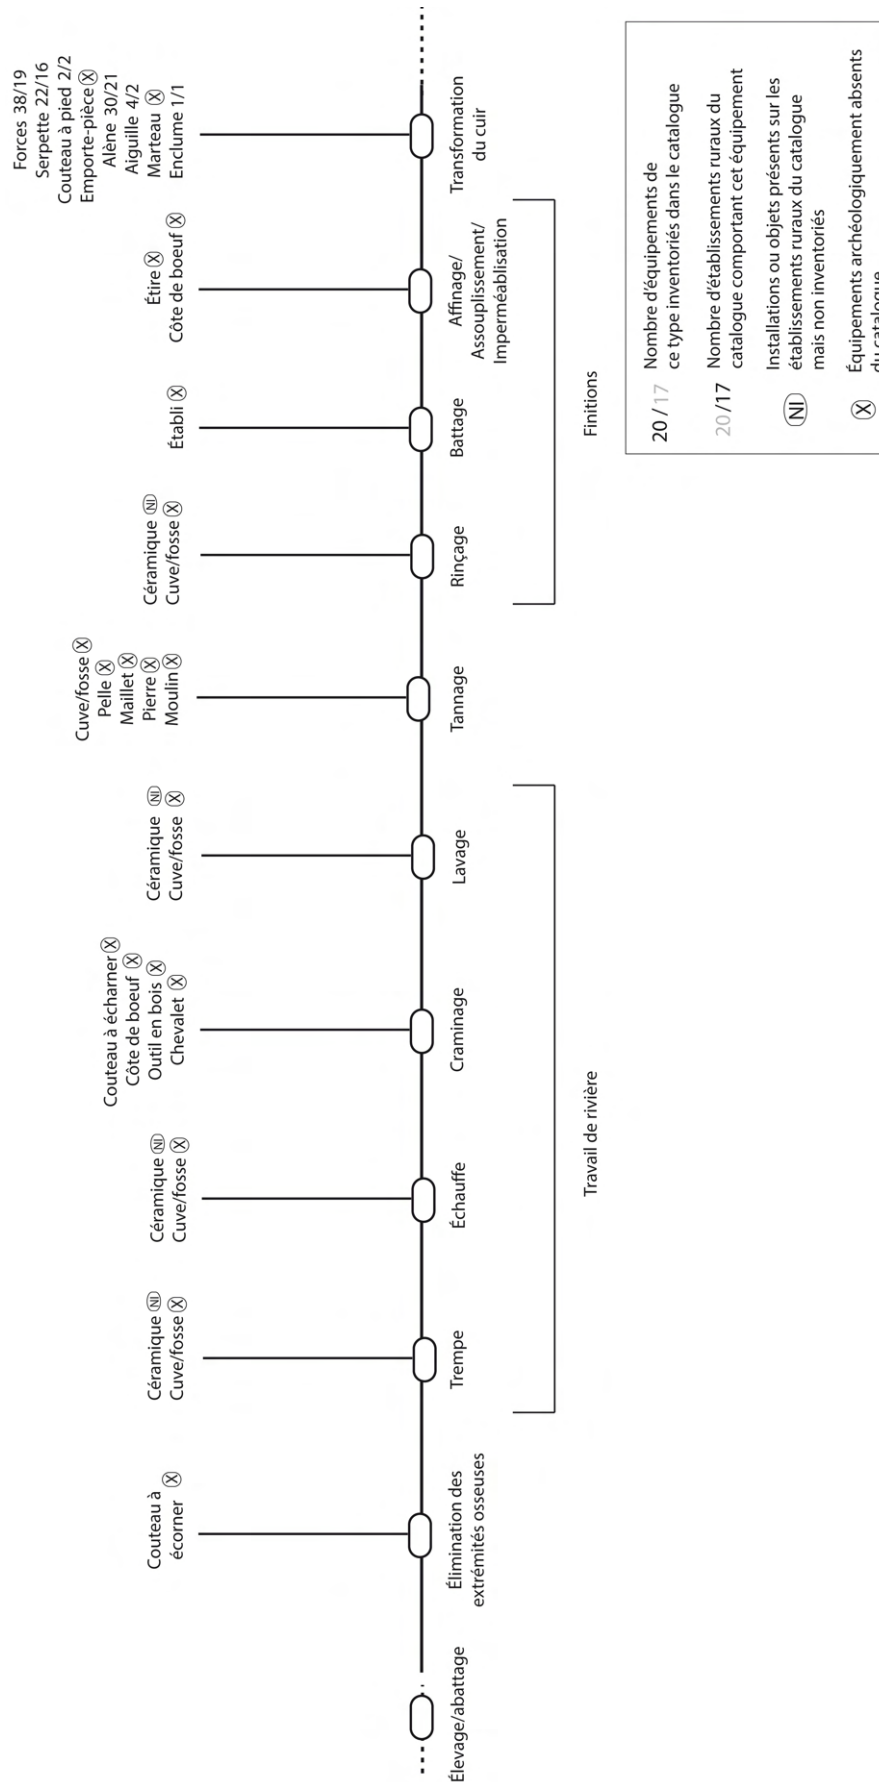 Élevage/abattage
Couteau à
écorner Ⓧ
Élimination des
extrémités osseuses
Céramique NI
Cuve/fosse Ⓧ
Trempe
Céramique NI
Cuve/fosse Ⓧ
Échauffe
Couteau à écharner Ⓧ
Côte de boeuf Ⓧ
Outil en bois Ⓧ
Chevalet Ⓧ
Craminage
Céramique NI
Cuve/fosse Ⓧ
Lavage
Travail de rivière
Cuve/fosse Ⓧ
Pelle Ⓧ
Maillet Ⓧ
Pierre Ⓧ
Moulin Ⓧ
Tannage
Céramique NI
Cuve/fosse Ⓧ
Rinçage
Établi Ⓧ
Battage
Étire Ⓧ
Côte de boeuf Ⓧ
Affinage/
Assouplissement/
Imperméablisation
Finitions
Forces 38/19
Serpette 22/16
Couteau à pied 2/2
Emporte-pièce Ⓧ
Alène 30/21
Aiguille 4/2
Marteau Ⓧ
Enclume 1/1
Transformation
du cuir
20 / 17 Nombre d'équipements de
ce type inventoriés dans le catalogue
20/17 Nombre d'établissements ruraux du
catalogue comportant cet équipement
NI Installations ou objets présents sur les
établissements ruraux du catalogue
mais non inventoriés
Ⓧ Équipements archéologiquement absents
du catalogue